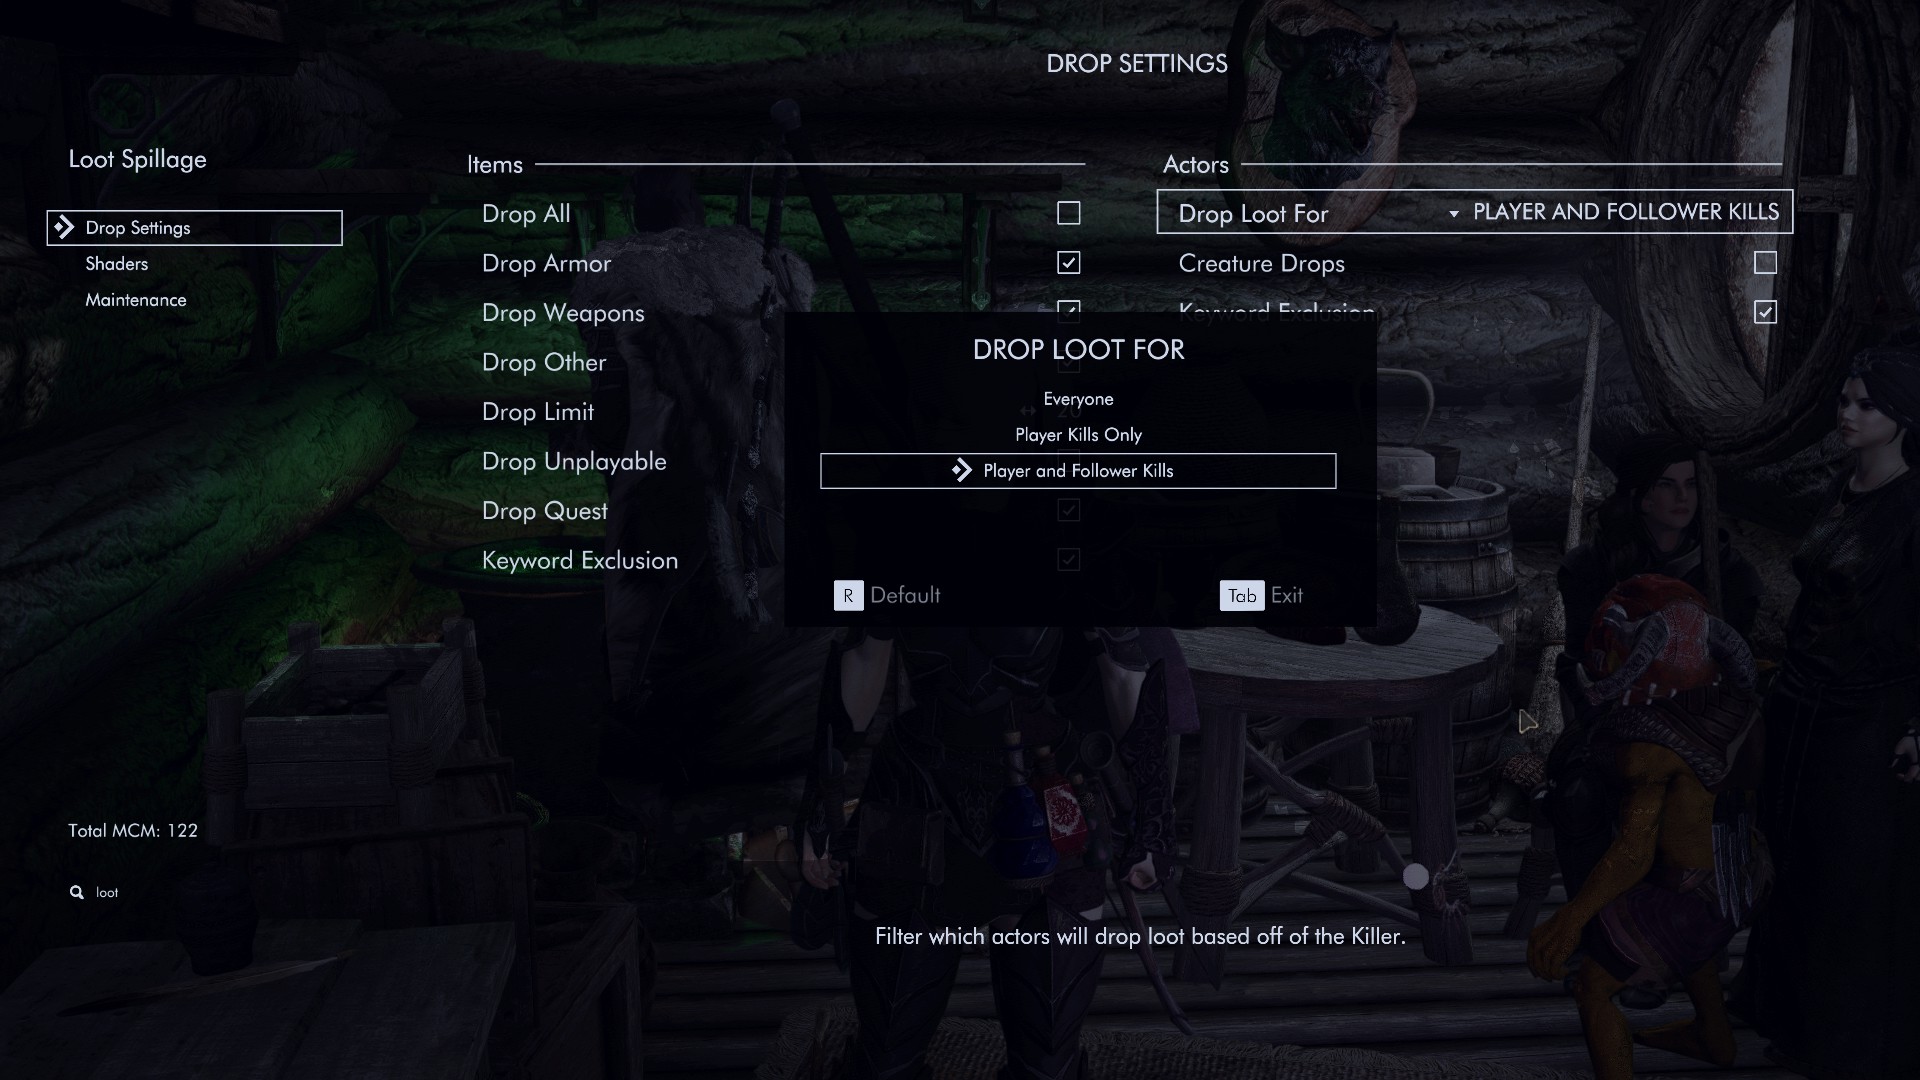 DROP SETTINGS
Loot Spillage
Drop Settings
Shaders
Maintenance
Items
Drop All
Drop Armor
Drop Weapons
Drop Other
Drop Limit
20
Drop Unplayable
Drop Quest
Keyword Exclusion
Actors
Drop Loot For
PLAYER AND FOLLOWER KILLS
Creature Drops
Keyword Exclusion
DROP LOOT FOR
Everyone
Player Kills Only
Player and Follower Kills
R Default
Tab Exit
Total MCM: 122
loot
Filter which actors will drop loot based off of the Killer.